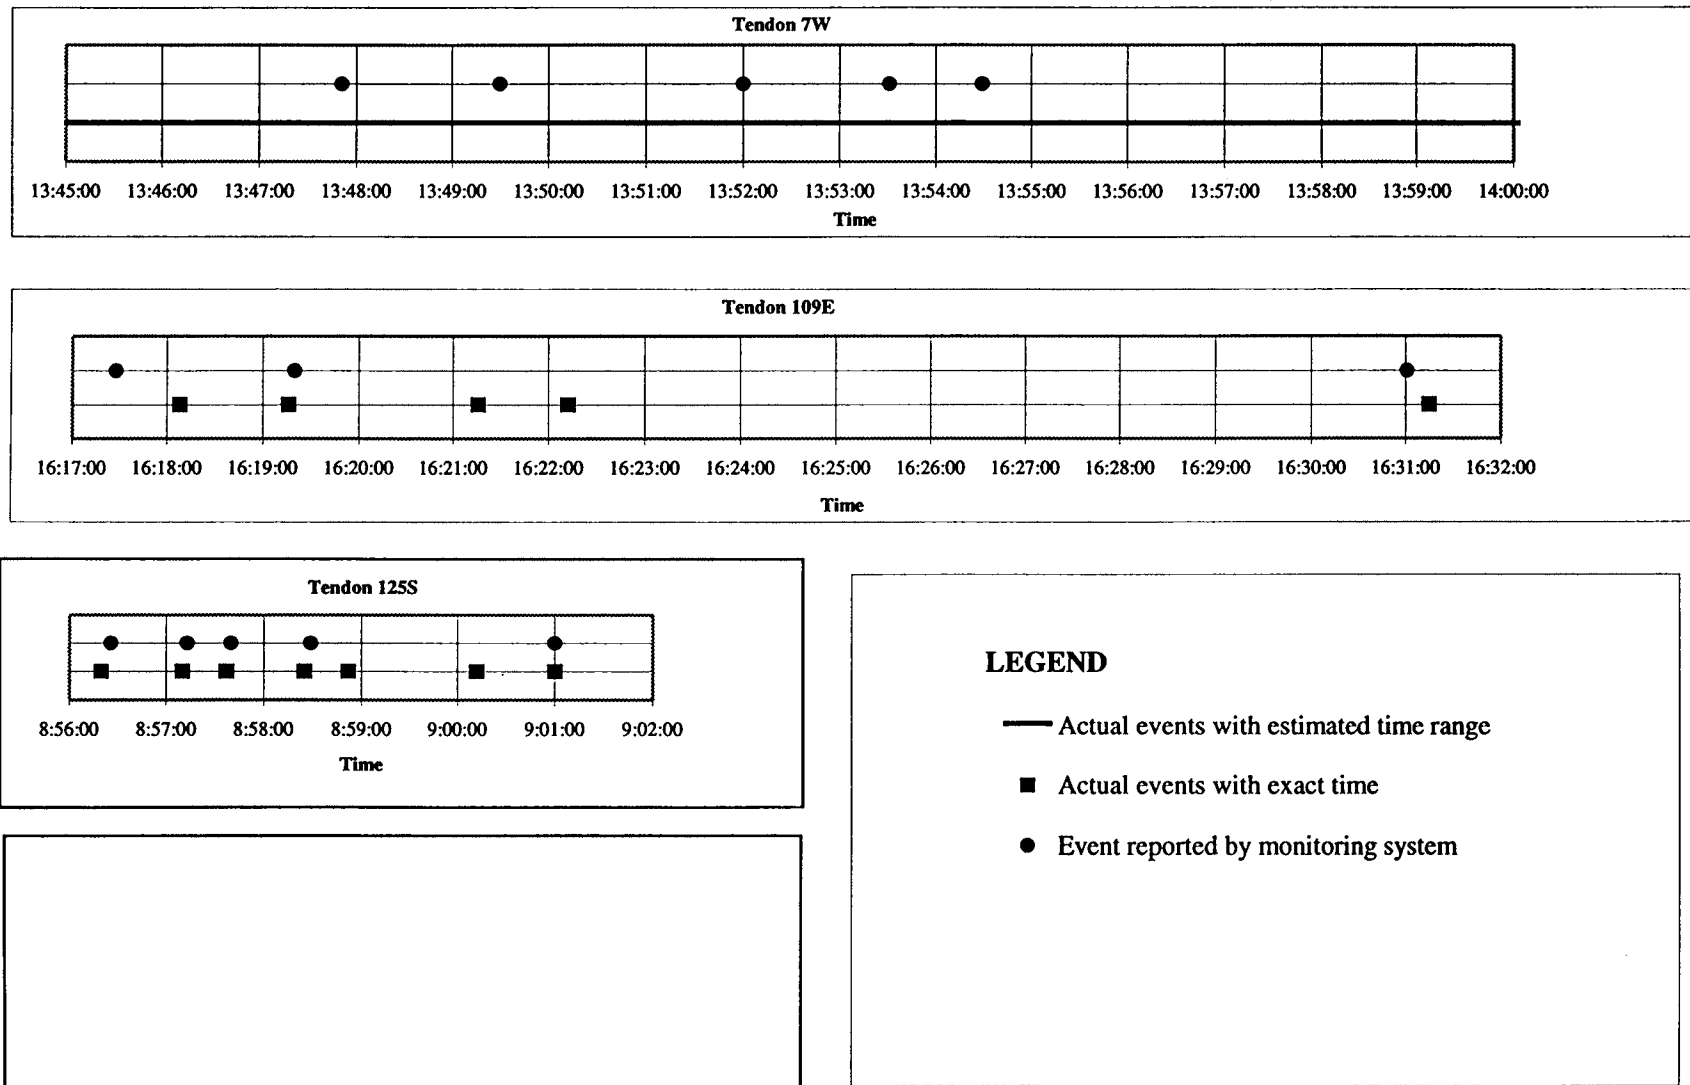 Tendon 7W
13:45:00 13:46:00 13:47:00 13:48:00 13:49:00 13:50:00 13:51:00 13:52:00 13:53:00 13:54:00 13:55:00 13:56:00 13:57:00 13:58:00 13:59:00 14:00:00
Time
Tendon 109E
16:17:00 16:18:00 16:19:00 16:20:00 16:21:00 16:22:00 16:23:00 16:24:00 16:25:00 16:26:00 16:27:00 16:28:00 16:29:00 16:30:00 16:31:00 16:32:00
Time
Tendon 125S
8:56:00 8:57:00 8:58:00 8:59:00 9:00:00 9:01:00 9:02:00
Time
LEGEND
Actual events with estimated time range
Actual events with exact time
Event reported by monitoring system